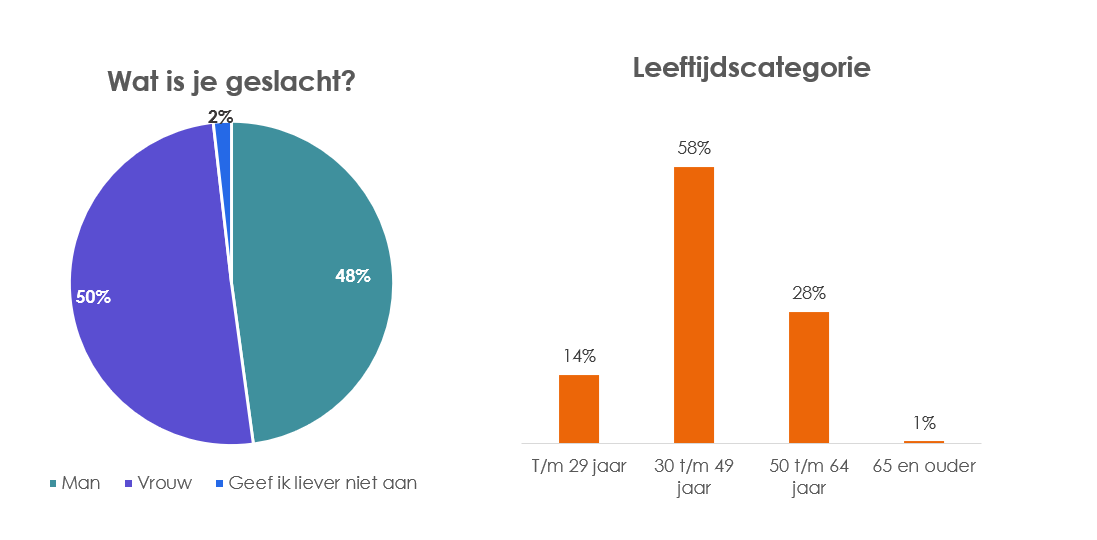 Wat is je geslacht?
2%
48%
50%
Man
Vrouw
Geef ik liever niet aan
Leeftijdscategorie
58%
28%
14%
1%
T/m 29 jaar
30 t/m 49
jaar
50 t/m 64
jaar
65 en ouder